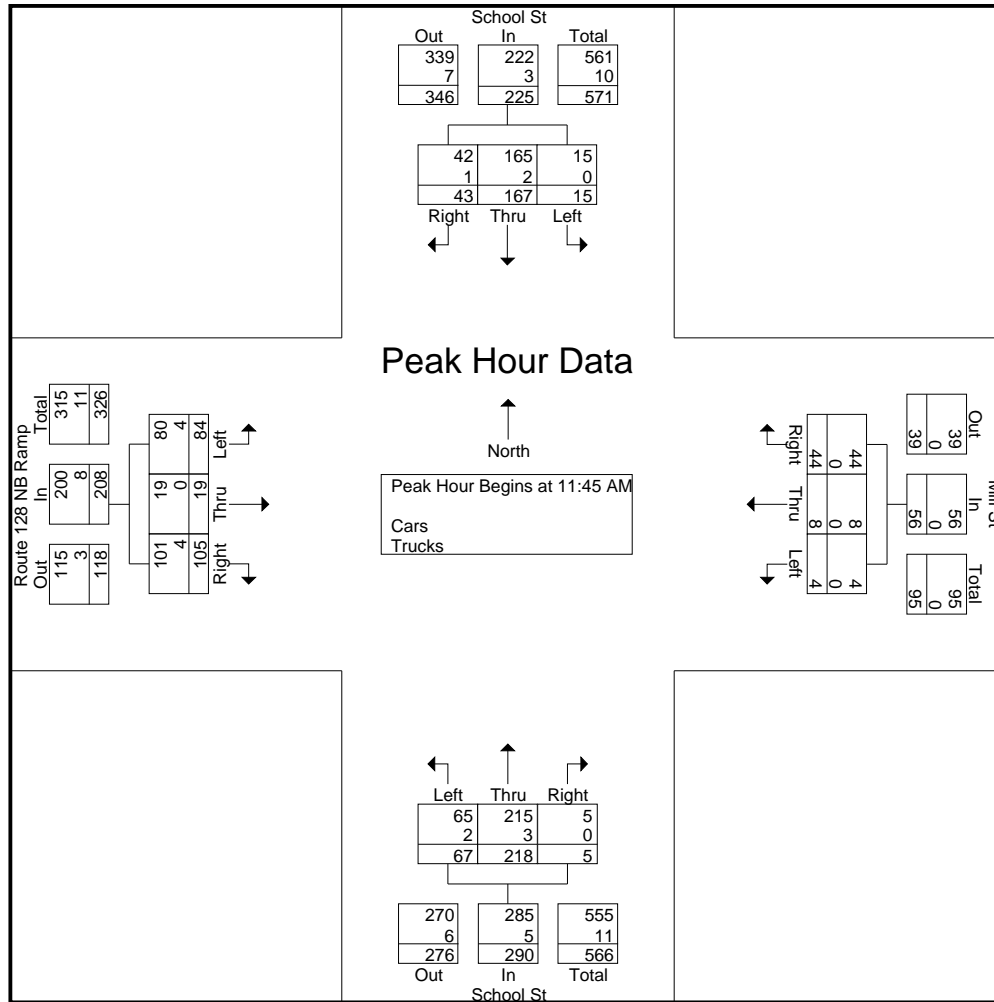 School St
Out In Total
339 222 561
7 3 10
346 225 571
42 165 15
1 2 0
43 167 15
Right Thru Left
Route 128 NB Ramp
Out In Total
115 200 315
3 8 11
118 208 326
101 19 80
4 0 4
105 19 84
Right Thru Left
Peak Hour Data
North
Peak Hour Begins at 11:45 AM
Cars
Trucks
Out In Total
39 56 95
0 0 0
39 56 95
44 8 4
0 0 0
44 8 4
Right Thru Left
Left Thru Right
65 215 5
2 3 0
67 218 5
270 285 555
6 5 11
276 290 566
Out In Total
School St